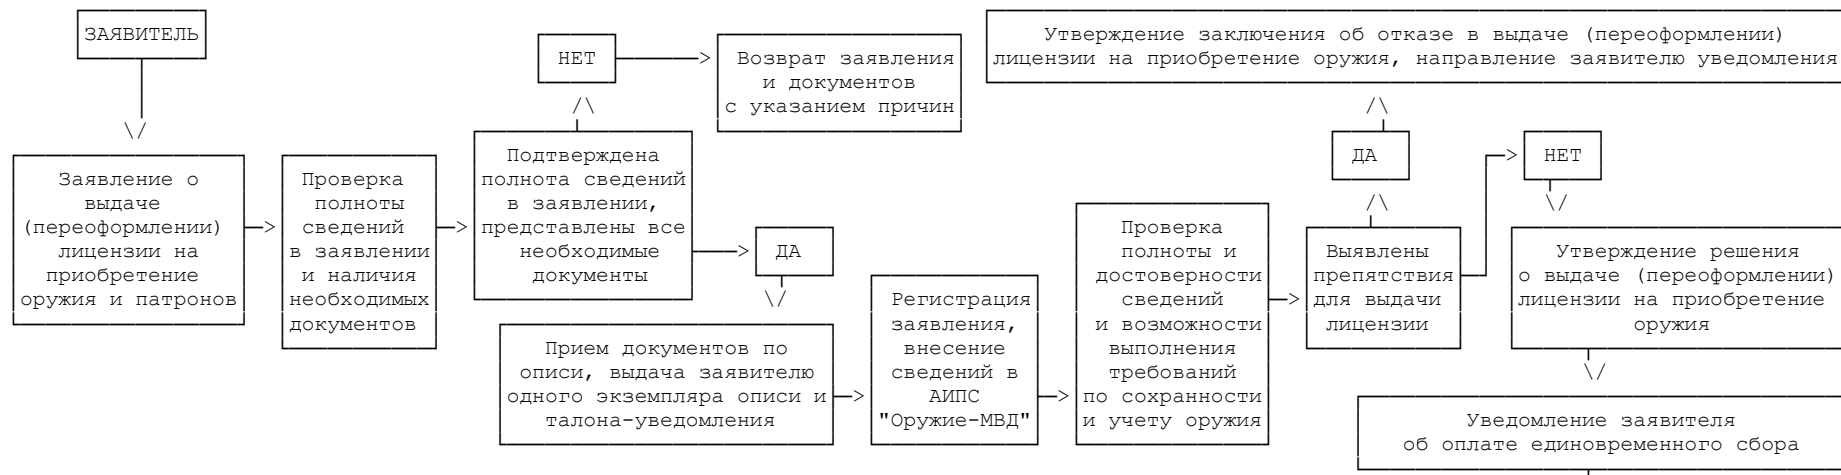 ЗАЯВИТЕЛЬ
Заявление о
выдаче
(переоформлении)
лицензии на
приобретение
оружия и патронов
Проверка
полноты
сведений
в заявлении
и наличия
необходимых
документов
Подтверждена
полнота сведений
в заявлении,
представлены все
необходимые
документы
НЕТ
Возврат заявления
и документов
с указанием причин
ДА
Прием документов по
описи, выдача заявителю
одного экземпляра описи и
талона-уведомления
Регистрация
заявления,
внесение
сведений в
АИПС
"Оружие-МВД"
Проверка
полноты и
достоверности
сведений
и возможности
выполнения
требований
по сохранности
и учету оружия
Выявлены
препятствия
для выдачи
лицензии
ДА
Утверждение заключения об отказе в выдаче (переоформлении)
лицензии на приобретение оружия, направление заявителю уведомления
НЕТ
Утверждение решения
о выдаче (переоформлении)
лицензии на приобретение
оружия
Уведомление заявителя
об оплате единовременного сбора